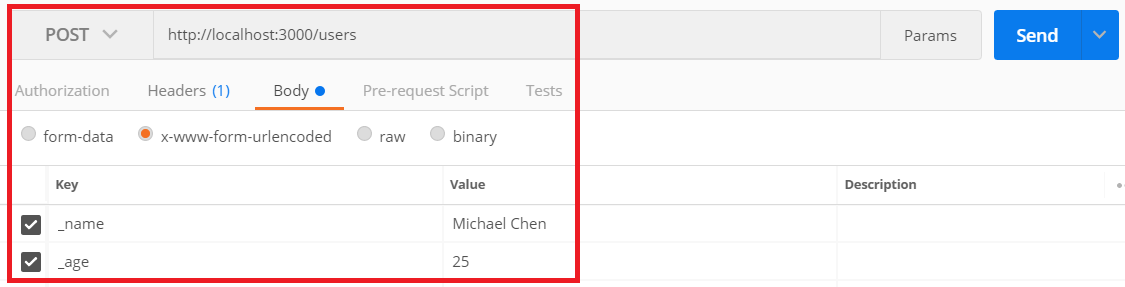 POST http://localhost:3000/users Params Send
Authorization Headers (1) Body Pre-request Script Tests
form-data x-www-form-urlencoded raw binary
Key Value Description
_name Michael Chen
_age 25